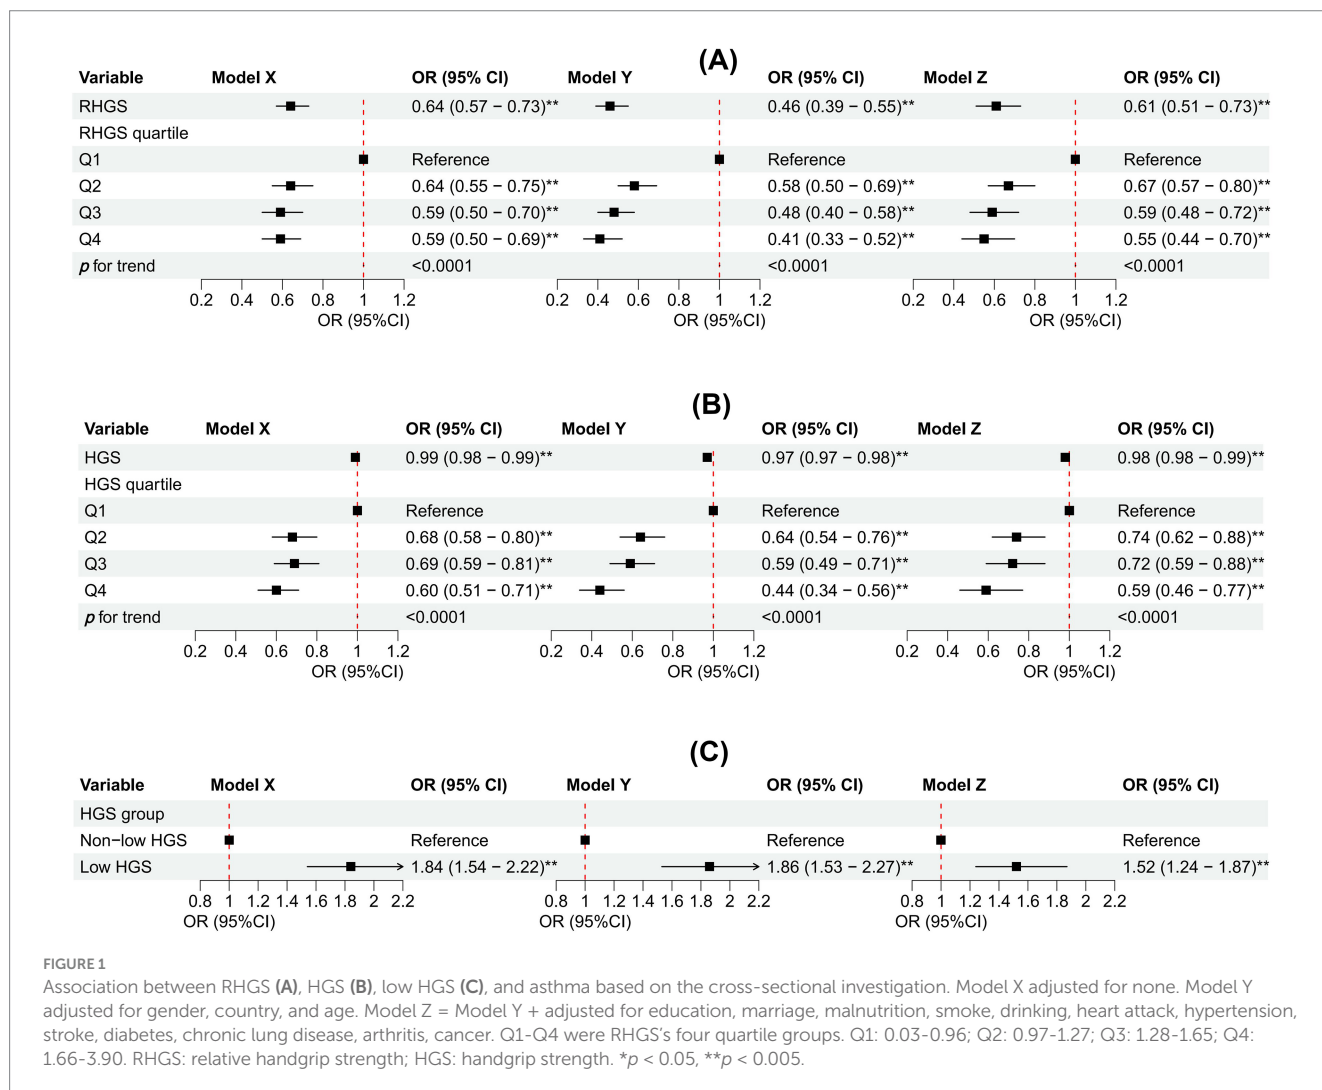 (A)
Variable Model X OR (95% CI) Model Y OR (95% CI) Model Z OR (95% CI)
RHGS 0.64 (0.57 − 0.73)** 0.46 (0.39 − 0.55)** 0.61 (0.51 − 0.73)**
RHGS quartile
Q1 Reference Reference Reference
Q2 0.64 (0.55 − 0.75)** 0.58 (0.50 − 0.69)** 0.67 (0.57 − 0.80)**
Q3 0.59 (0.50 − 0.70)** 0.48 (0.40 − 0.58)** 0.59 (0.48 − 0.72)**
Q4 0.59 (0.50 − 0.69)** 0.41 (0.33 − 0.52)** 0.55 (0.44 − 0.70)**
p for trend <0.0001 <0.0001 <0.0001
0.2 0.4 0.6 0.8 1 1.2 0.2 0.4 0.6 0.8 1 1.2 0.2 0.4 0.6 0.8 1 1.2
OR (95%CI) OR (95%CI) OR (95%CI)
(B)
Variable Model X OR (95% CI) Model Y OR (95% CI) Model Z OR (95% CI)
HGS 0.99 (0.98 − 0.99)** 0.97 (0.97 − 0.98)** 0.98 (0.98 − 0.99)**
HGS quartile
Q1 Reference Reference Reference
Q2 0.68 (0.58 − 0.80)** 0.64 (0.54 − 0.76)** 0.74 (0.62 − 0.88)**
Q3 0.69 (0.59 − 0.81)** 0.59 (0.49 − 0.71)** 0.72 (0.59 − 0.88)**
Q4 0.60 (0.51 − 0.71)** 0.44 (0.34 − 0.56)** 0.59 (0.46 − 0.77)**
p for trend <0.0001 <0.0001 <0.0001
0.2 0.4 0.6 0.8 1 1.2 0.2 0.4 0.6 0.8 1 1.2 0.2 0.4 0.6 0.8 1 1.2
OR (95%CI) OR (95%CI) OR (95%CI)
(C)
Variable Model X OR (95% CI) Model Y OR (95% CI) Model Z OR (95% CI)
HGS group
Non−low HGS Reference Reference Reference
Low HGS 1.84 (1.54 − 2.22)** 1.86 (1.53 − 2.27)** 1.52 (1.24 − 1.87)**
0.8 1 1.2 1.4 1.6 1.8 2 2.2 0.8 1 1.2 1.4 1.6 1.8 2 2.2 0.8 1 1.2 1.4 1.6 1.8 2 2.2
OR (95%CI) OR (95%CI) OR (95%CI)
FIGURE 1
Association between RHGS (A), HGS (B), low HGS (C), and asthma based on the cross-sectional investigation. Model X adjusted for none. Model Y
adjusted for gender, country, and age. Model Z = Model Y + adjusted for education, marriage, malnutrition, smoke, drinking, heart attack, hypertension,
stroke, diabetes, chronic lung disease, arthritis, cancer. Q1-Q4 were RHGS's four quartile groups. Q1: 0.03-0.96; Q2: 0.97-1.27; Q3: 1.28-1.65; Q4:
1.66-3.90. RHGS: relative handgrip strength; HGS: handgrip strength. *p < 0.05, **p < 0.005.